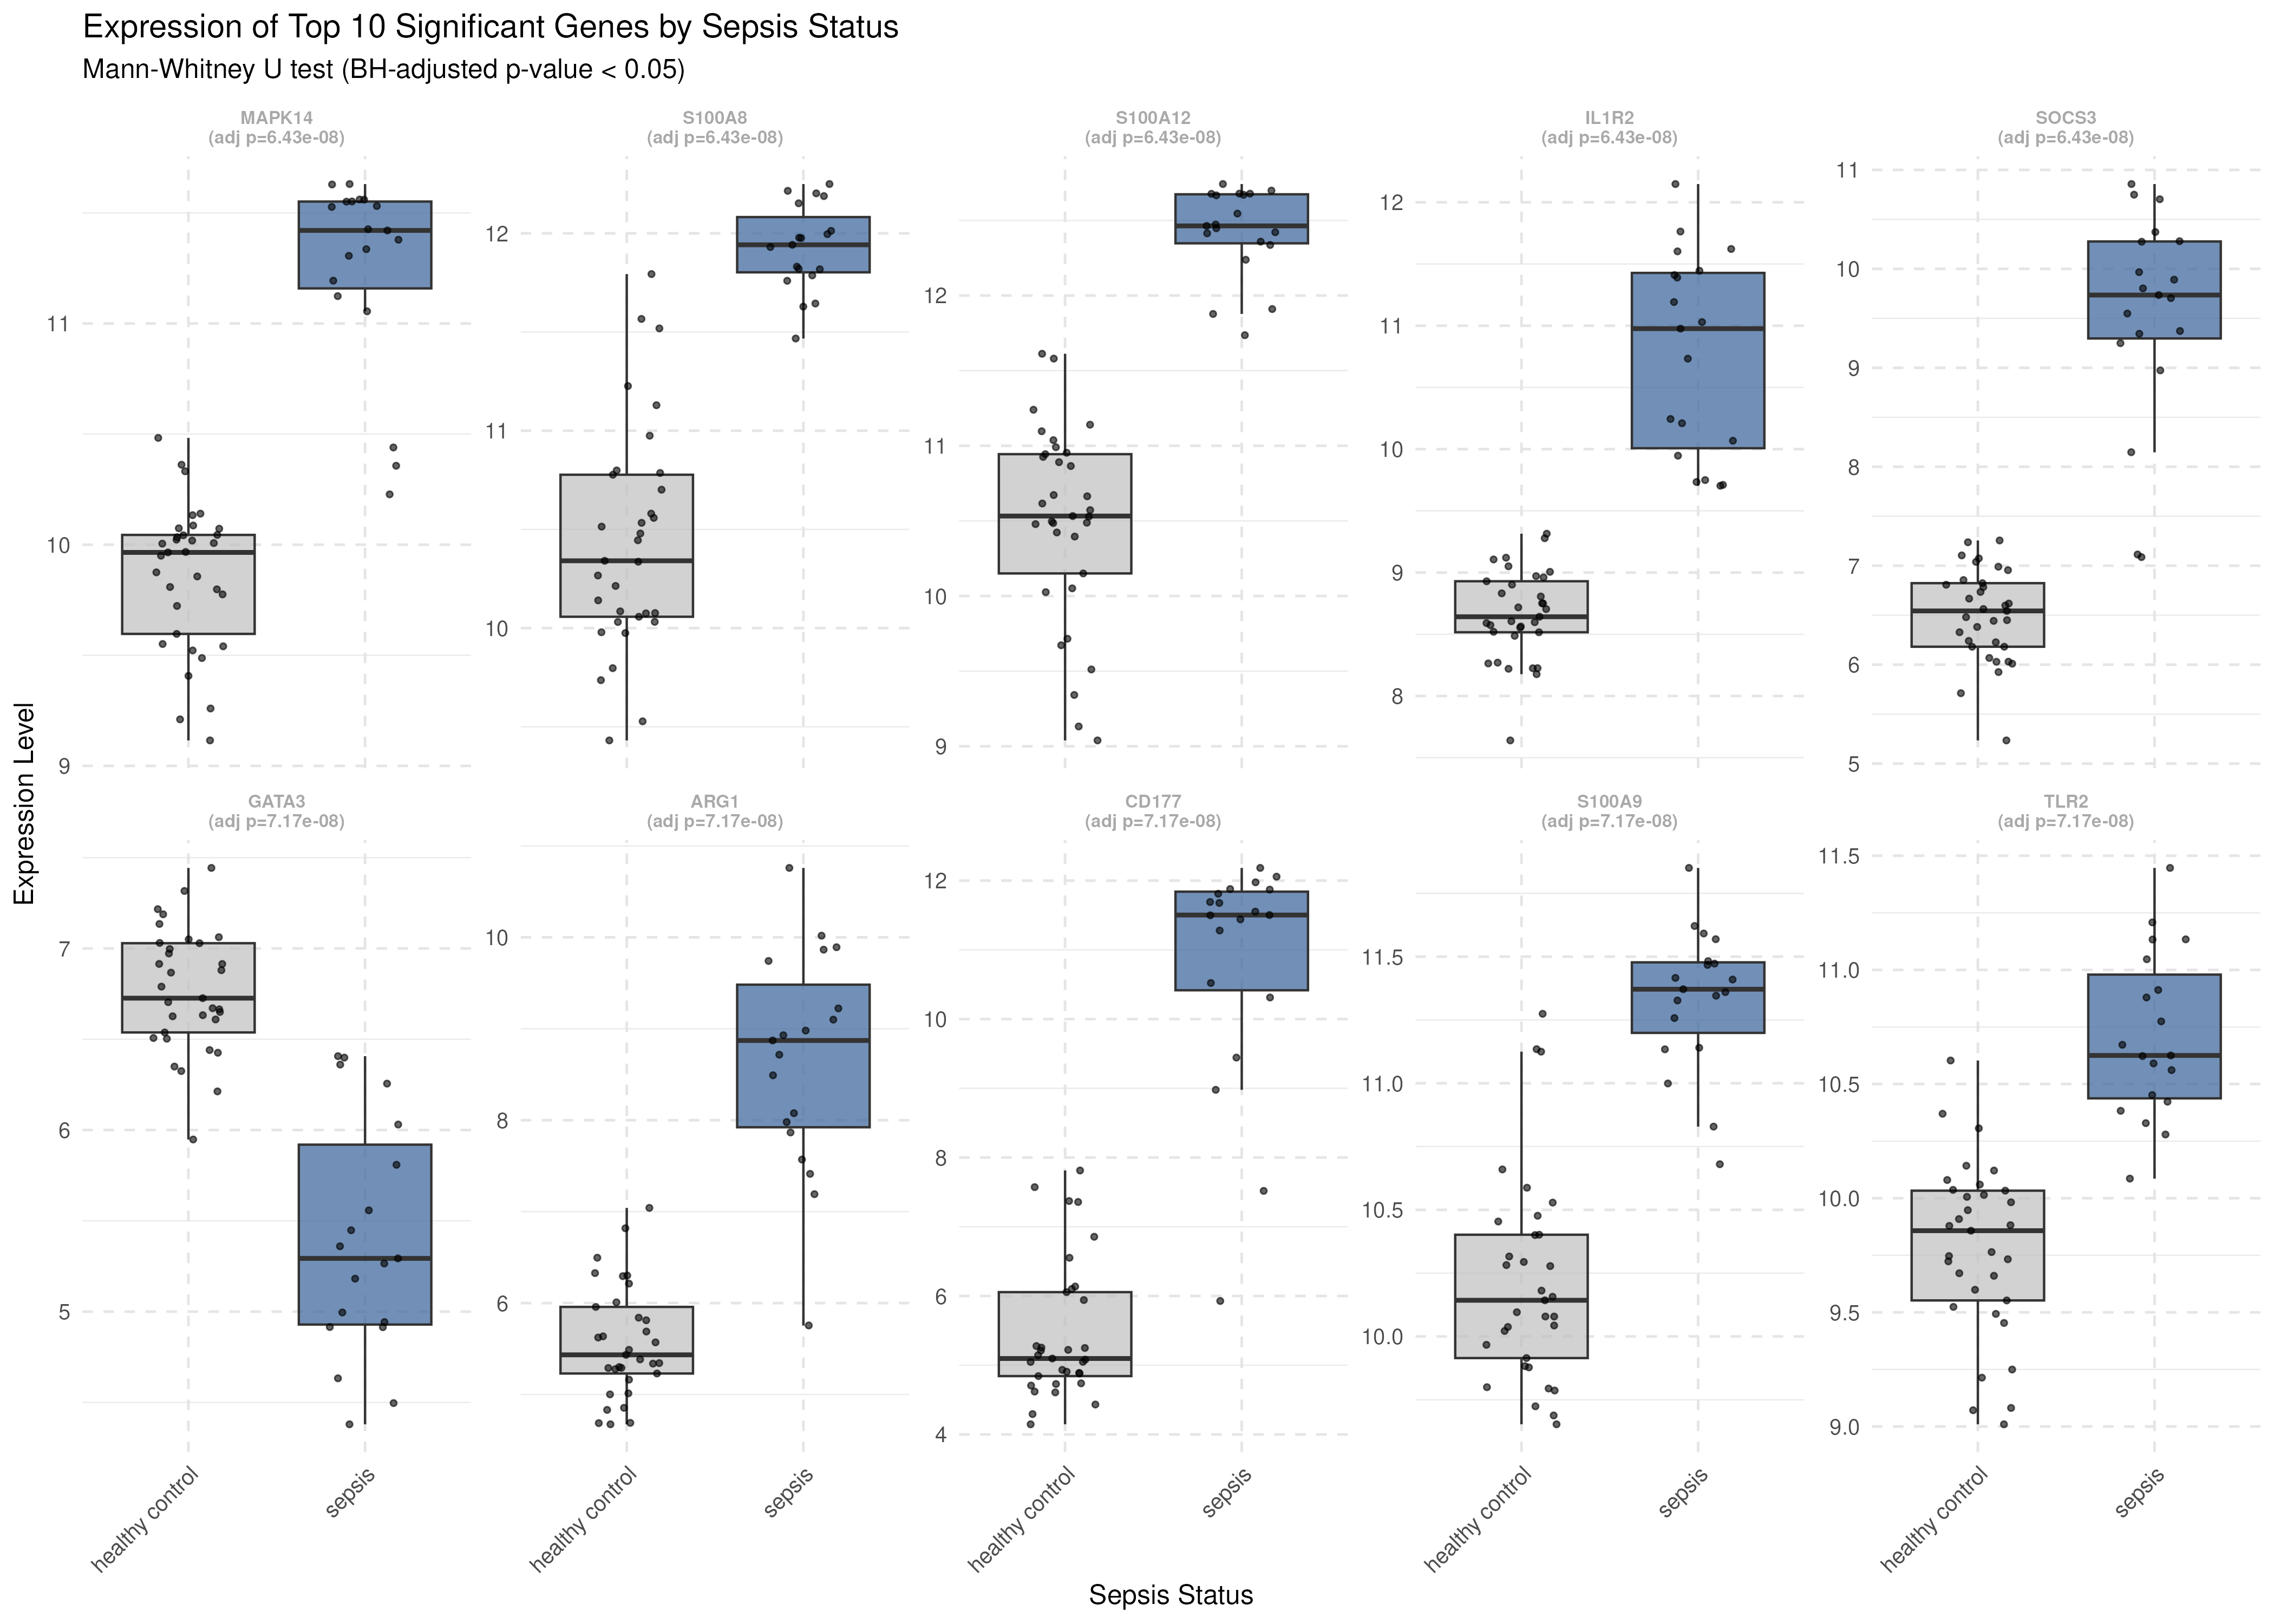 Expression of Top 10 Significant Genes by Sepsis Status
Mann-Whitney U test (BH-adjusted p-value < 0.05)
MAPK14
(adj p=6.43e-08)
S100A8
(adj p=6.43e-08)
S100A12
(adj p=6.43e-08)
IL1R2
(adj p=6.43e-08)
SOCS3
(adj p=6.43e-08)
11
10
9
12
11
10
12
11
10
9
12
11
10
9
8
11
10
9
8
7
6
5
Expression Level
GATA3
(adj p=7.17e-08)
ARG1
(adj p=7.17e-08)
CD177
(adj p=7.17e-08)
S100A9
(adj p=7.17e-08)
TLR2
(adj p=7.17e-08)
7
6
5
10
8
6
12
10
8
6
4
11.5
11.0
10.5
10.0
11.5
11.0
10.5
10.0
9.5
9.0
healthy control
sepsis
healthy control
sepsis
healthy control
sepsis
healthy control
sepsis
healthy control
sepsis
Sepsis Status